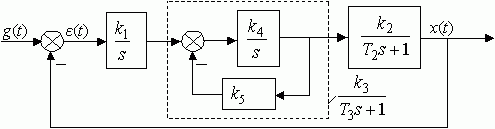 g(t) ε(t) k₁/s k₄/s k₂/(T₂s+1) x(t)
− −
k₅ k₃/(T₃s+1)